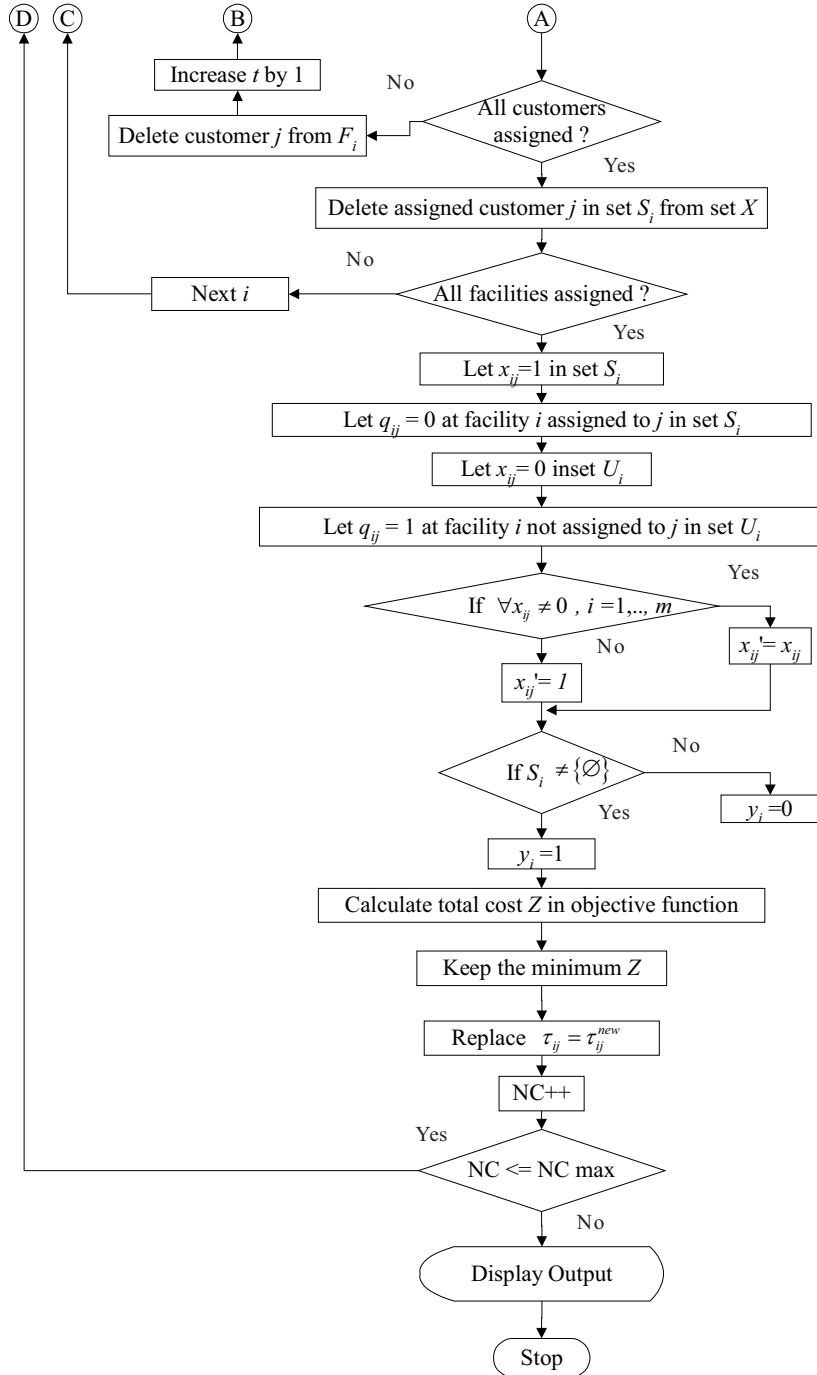 D
C
B
A
Increase t by 1
No
All customers
assigned ?
Delete customer j from F_i
Yes
Delete assigned customer j in set S_i from set X
No
Next i
All facilities assigned ?
Yes
Let x_ij=1 in set S_i
Let q_ij = 0 at facility i assigned to j in set S_i
Let x_ij= 0 inset U_i
Let q_ij = 1 at facility i not assigned to j in set U_i
Yes
If ∀x_ij ≠ 0 , i =1,.., m
No
x_ij'= x_ij
x_ij'= 1
No
If S_i ≠{∅}
Yes
y_i =0
y_i =1
Calculate total cost Z in objective function
Keep the minimum Z
Replace τ_ij = τ_ij^new
NC++
Yes
NC <= NC max
No
Display Output
Stop